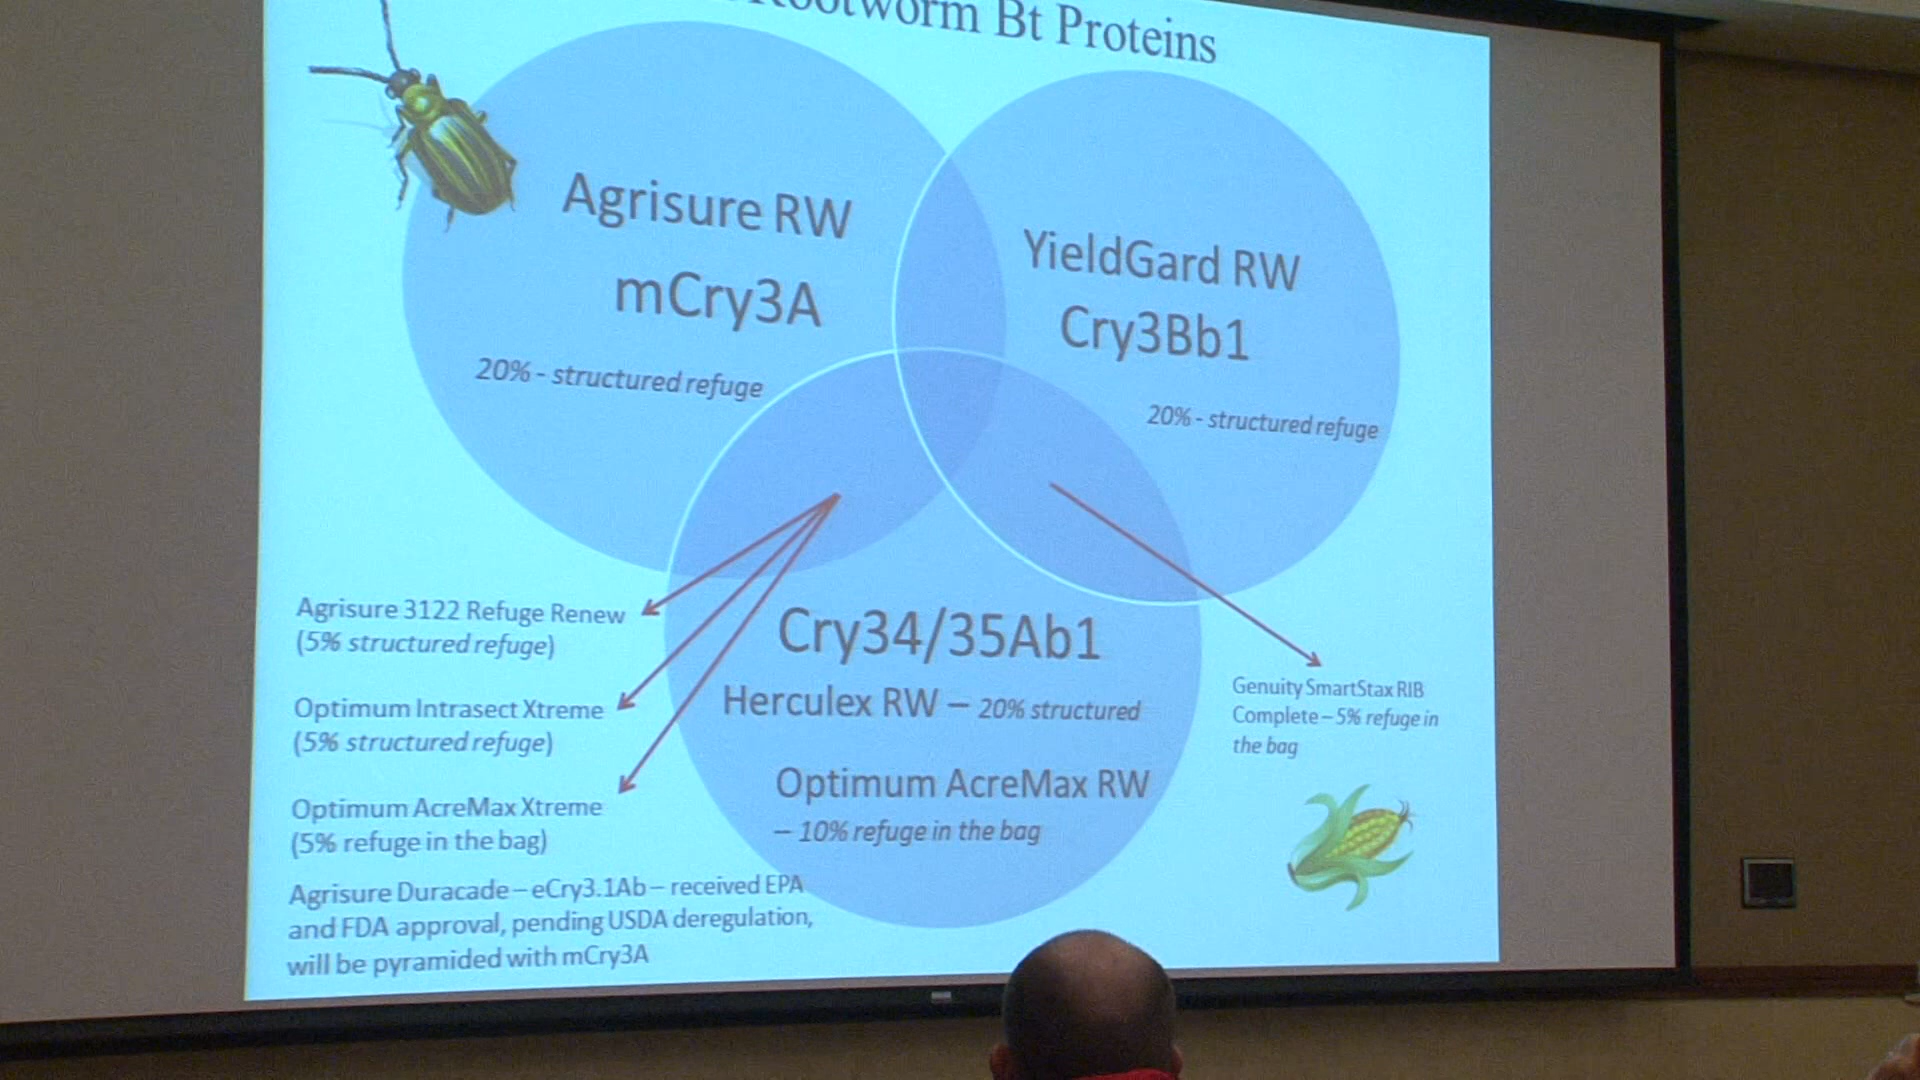 Rootworm Bt Proteins
Agrisure RW
mCry3A
20% - structured refuge
YieldGard RW
Cry3Bb1
20% - structured refuge
Agrisure 3122 Refuge Renew
(5% structured refuge)
Optimum Intrasect Xtreme
(5% structured refuge)
Optimum AcreMax Xtreme
(5% refuge in the bag)
Agrisure Duracade – eCry3.1Ab – received EPA
and FDA approval, pending USDA deregulation,
will be pyramided with mCry3A
Cry34/35Ab1
Herculex RW – 20% structured
Optimum AcreMax RW
– 10% refuge in the bag
Genuity SmartStax RIB
Complete – 5% refuge in
the bag